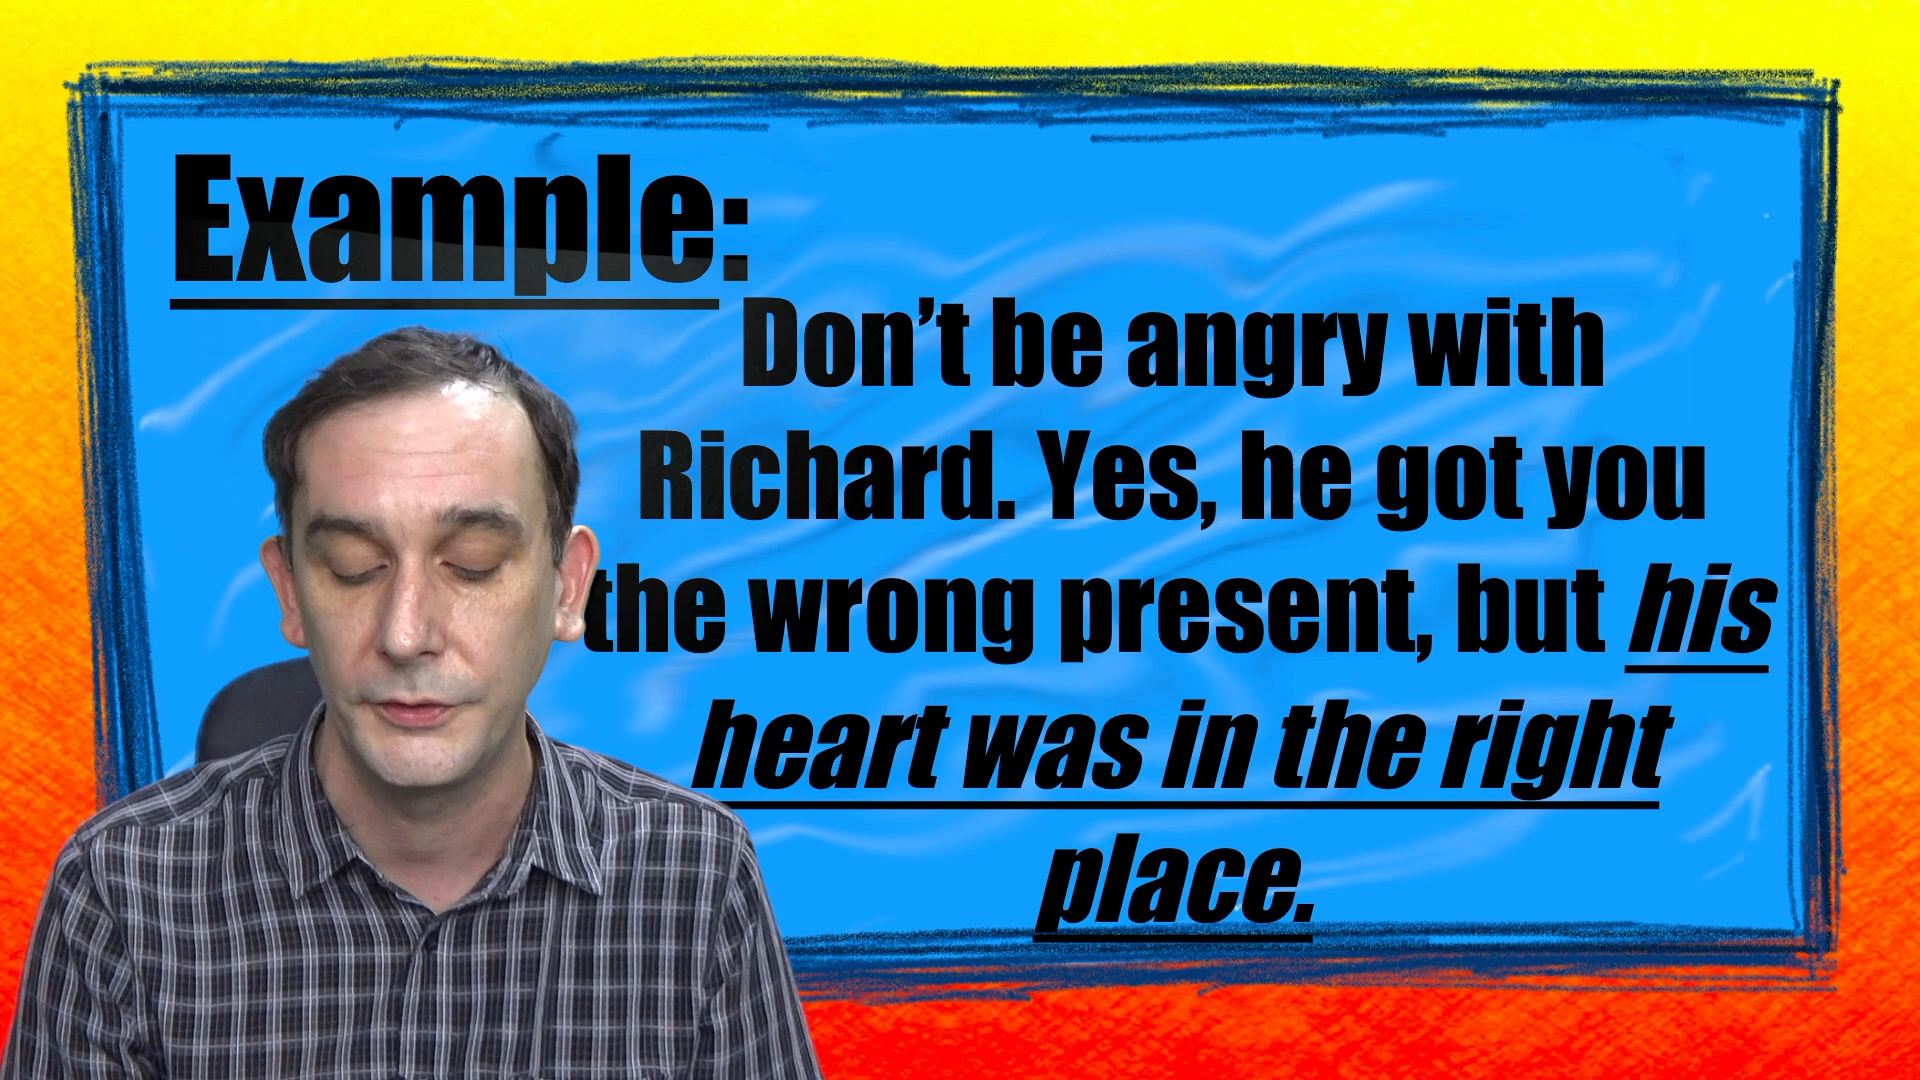 Example:
Don’t be angry with
Richard. Yes, he got you
the wrong present, but his
heart was in the right
place.